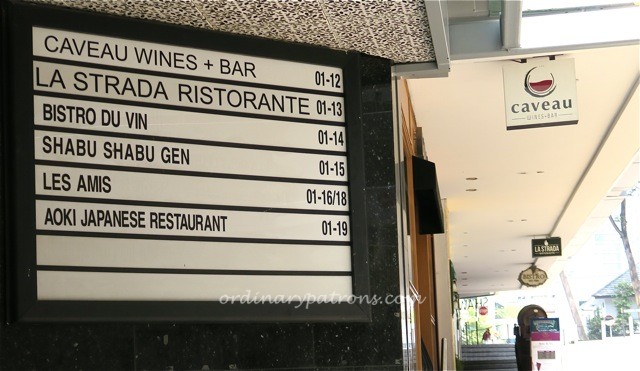 CAVEAU WINES + BAR 01-12
LA STRADA RISTORANTE 01-13
BISTRO DU VIN 01-14
SHABU SHABU GEN 01-15
LES AMIS 01-16/18
AOKI JAPANESE RESTAURANT 01-19
caveau
WINES • BAR
LA STRADA
ordinarypatrons.com